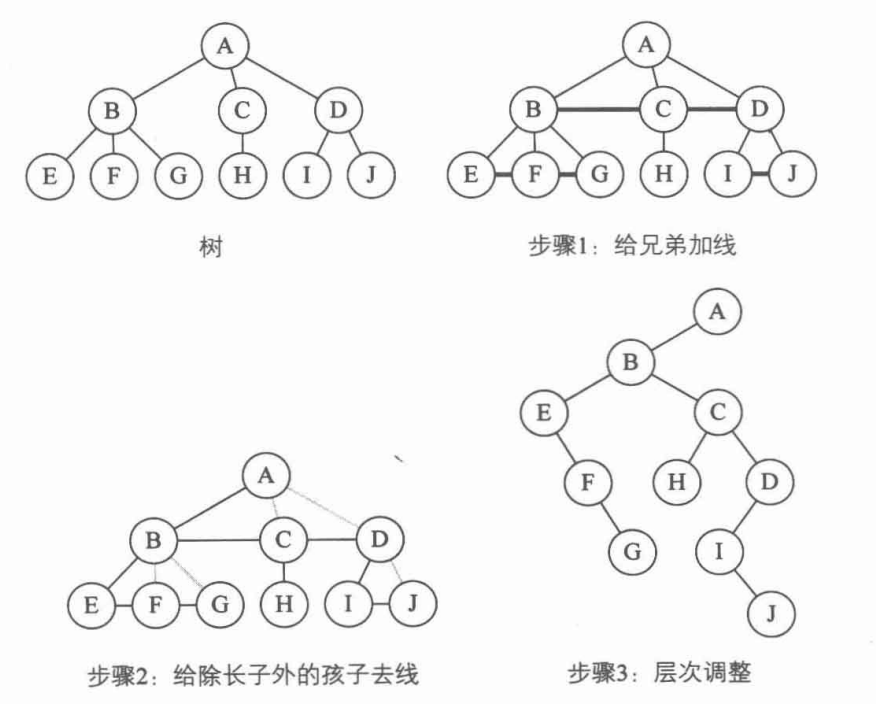 A
B C D
E F G H I J
树
A
B C D
E F G H I J
步骤1：给兄弟加线
A
B C D
E F G H I J
步骤2：给除长子外的孩子去线
A
B
E C
F H D
G I
J
步骤3：层次调整